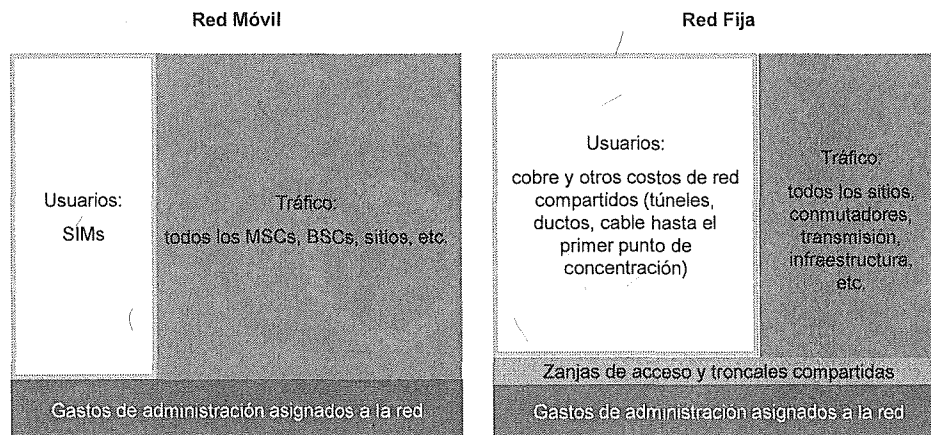 Red Móvil
Usuarios:
SIMs
Tráfico:
todos los MSCs, BSCs, sitios, etc.
Gastos de administración asignados a la red
Red Fija
Usuarios:
cobre y otros costos de red
compartidos (túneles,
ductos, cable hasta el
primer punto de
concentración)
Tráfico:
todos los sitios,
conmutadores,
transmisión,
infraestructura,
etc.
Zanjas de acceso y troncales compartidas
Gastos de administración asignados a la red